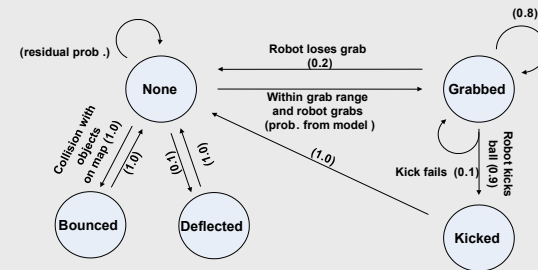 (0.8)
(residual prob .)
Robot loses grab
(0.2)
None
Grabbed
Within grab range
and robot grabs
(prob. from model )
Collision with
objects
on map (1.0)
(1.0)
(0.1)
(1.0)
(1.0)
Kick fails (0.1)
Robot kicks
ball (0.9)
Bounced
Deflected
Kicked